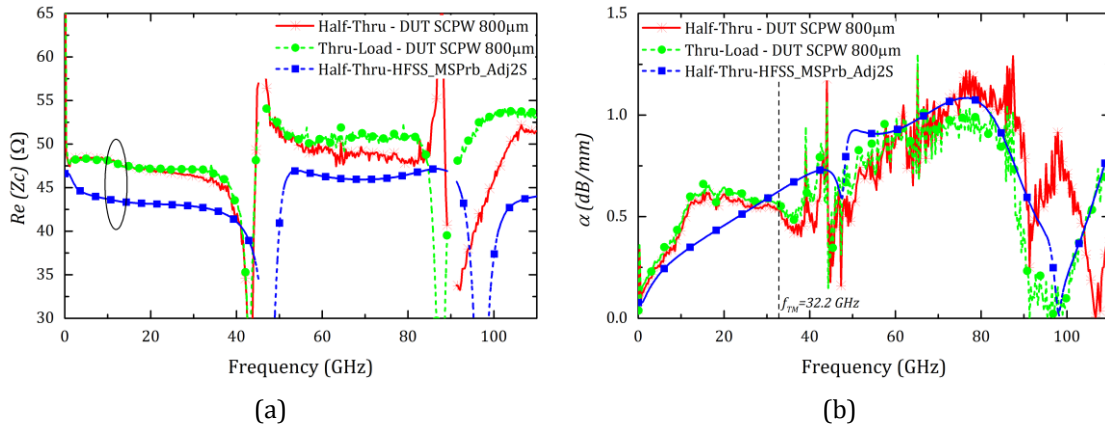 65
60
55
50
45
40
35
30
Re (Zc) (Ω)
Half-Thru - DUT SCPW 800μm
Thru-Load - DUT SCPW 800μm
Half-Thru-HFSS_MSPrb_Adj2S
0 20 40 60 80 100
Frequency (GHz)
(a)
1.5
1.0
0.5
0.0
α (dB/mm)
Half-Thru - DUT SCPW 800μm
Thru-Load - DUT SCPW 800μm
Half-Thru-HFSS_MSPrb_Adj2S
f_TM=32.2 GHz
0 20 40 60 80 100
Frequency (GHz)
(b)